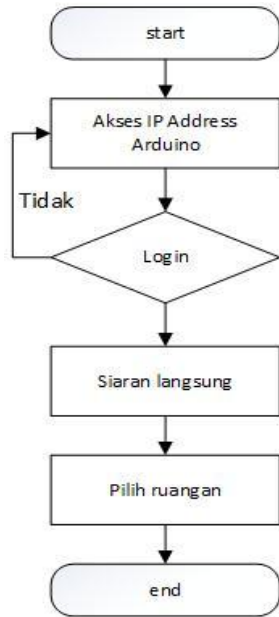 start
Akses IP Address
Arduino
Tidak
Login
Siaran langsung
Pilih ruangan
end